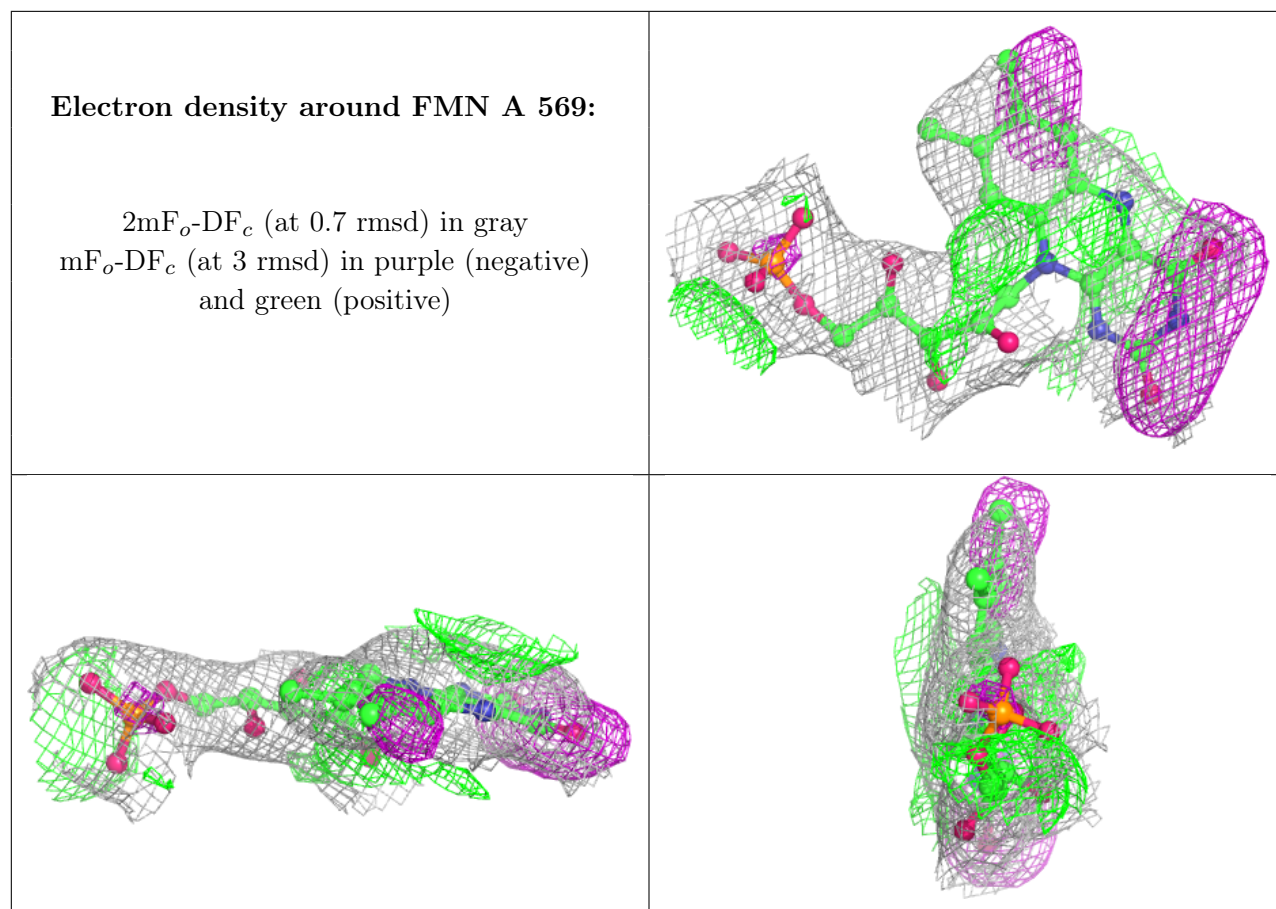 Electron density around FMN A 569:
2mFo-DFc (at 0.7 rmsd) in gray
mFo-DFc (at 3 rmsd) in purple (negative)
and green (positive)